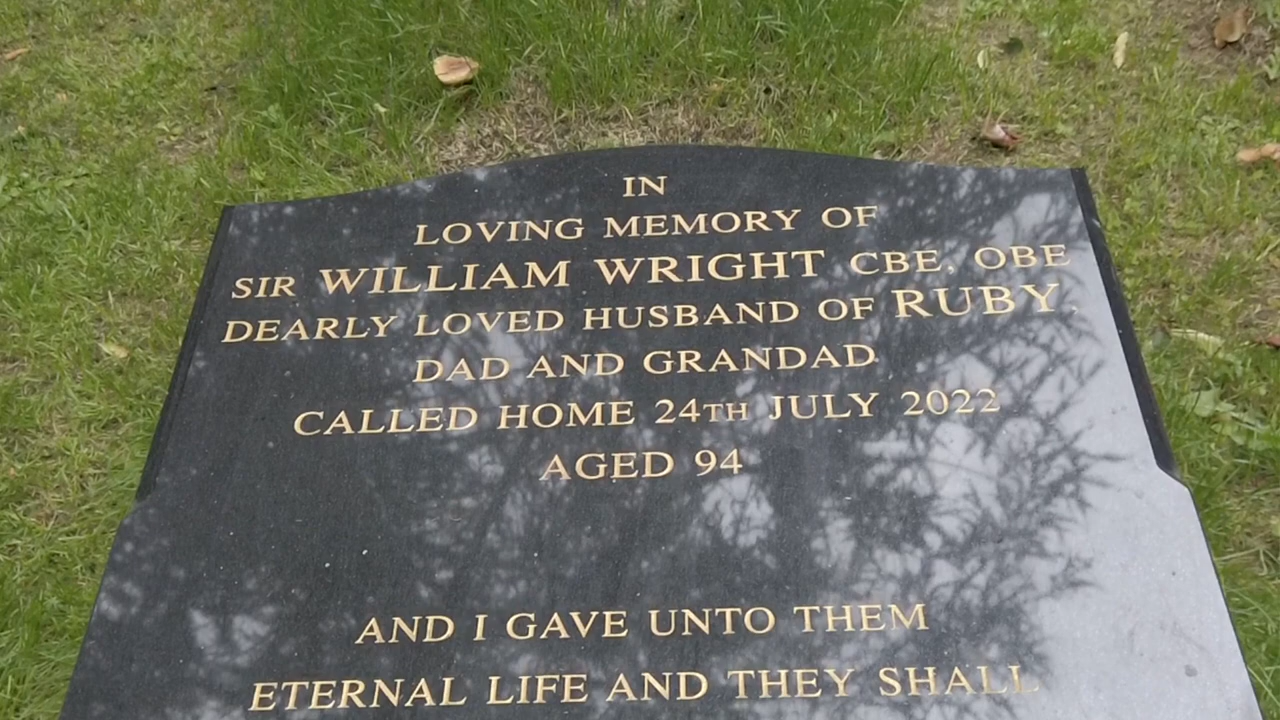 IN
LOVING MEMORY OF
SIR WILLIAM WRIGHT CBE, OBE
DEARLY LOVED HUSBAND OF RUBY,
DAD AND GRANDAD
CALLED HOME 24TH JULY 2022
AGED 94
AND I GAVE UNTO THEM
ETERNAL LIFE AND THEY SHALL